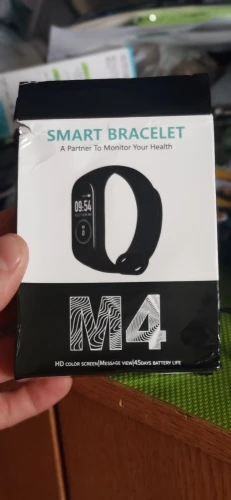 SMART BRACELET
A Partner To Monitor Your Health
09:54
M4
HD COLOR SCREEN|MESSAGE VIEW|45DAYS BATTERY LIFE